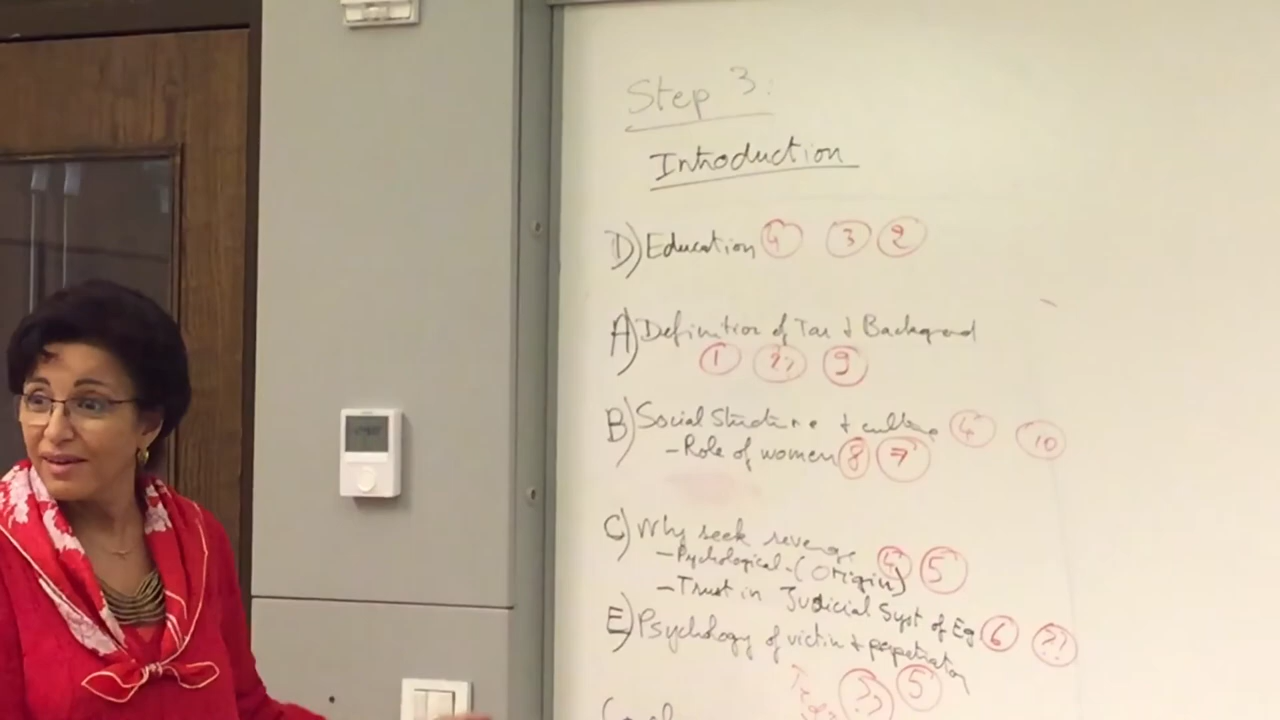 Step 3:
Introduction
D) Education 4 3 2
A) Definition of Tar & Backgroud
1 2? 9
B) Social Structure + culture 4 10
- Role of women 8 7
C) Why seek revenge
- Psychological - (Origin) 4 5
- Trust in Judicial Syst of Eg 6 ??
E) Psychology of victim & perpetrator
?? 5